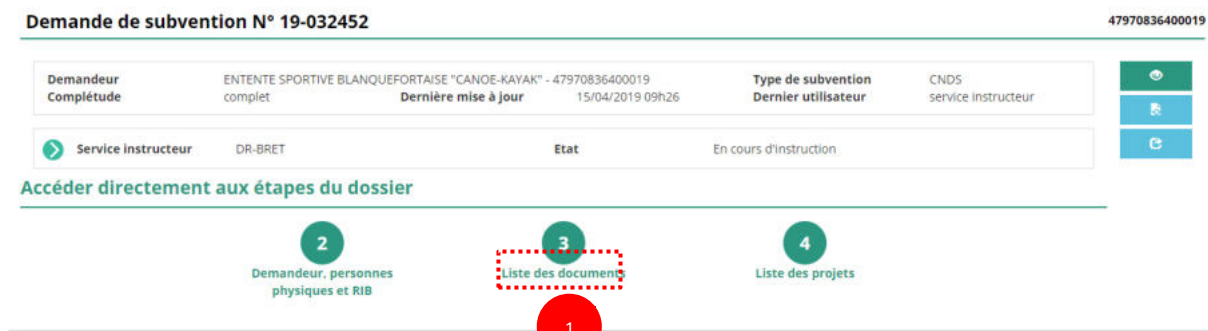 Demande de subvention N° 19-032452 47970836400019
Demandeur ENTENTE SPORTIVE BLANQUEFORTAISE "CANOE-KAYAK" - 47970836400019 Type de subvention CNDS
Complétude complet Dernière mise à jour 15/04/2019 09h26 Dernier utilisateur service instructeur
Service instructeur DR-BRET Etat En cours d'instruction
Accéder directement aux étapes du dossier
2 3 4
Demandeur, personnes Liste des documents Liste des projets
physiques et RIB
1